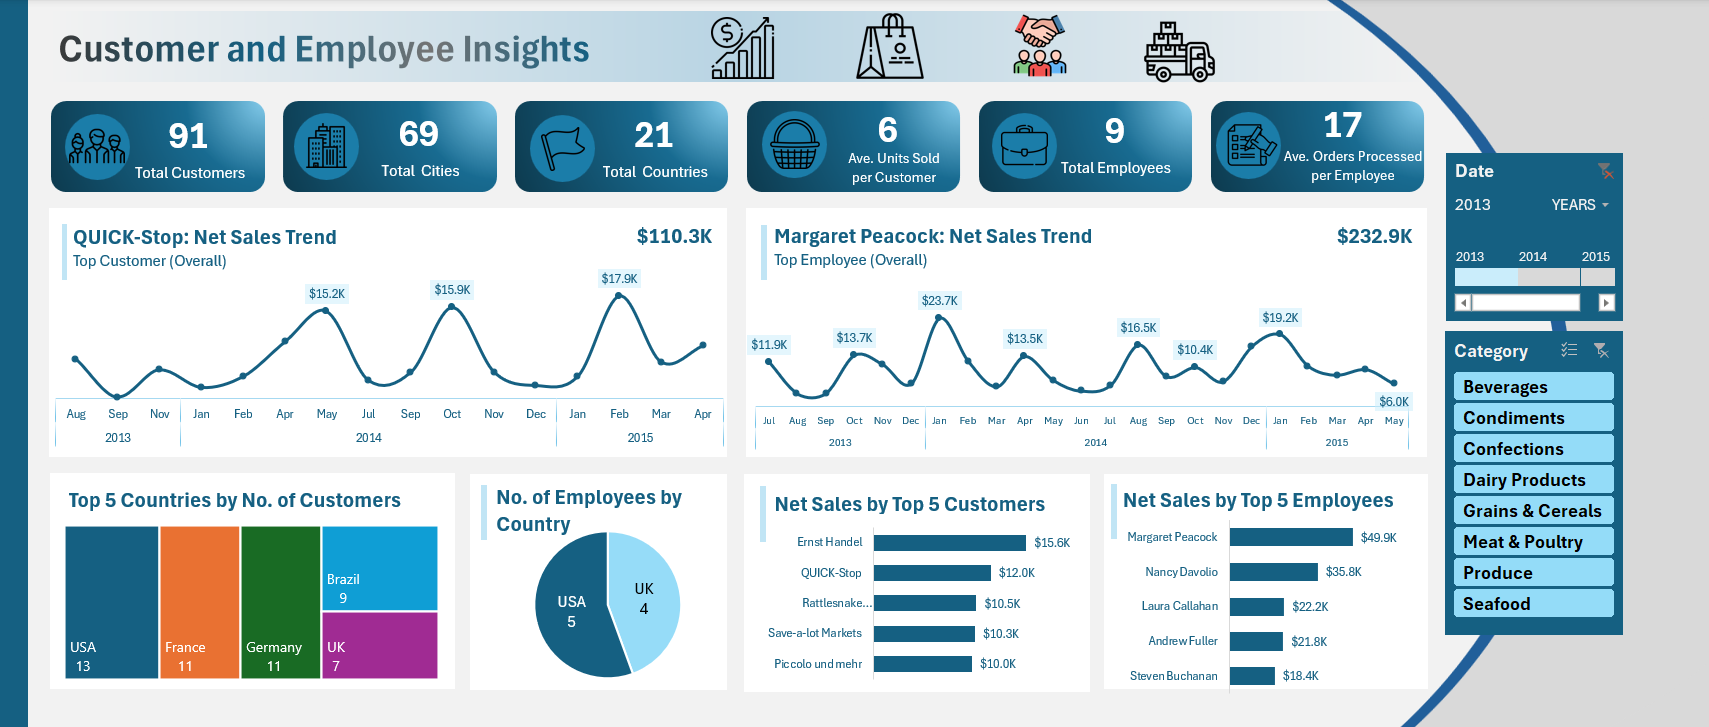 Customer and Employee Insights
91
Total Customers
69
Total Cities
21
Total Countries
6
Ave. Units Sold
per Customer
9
Total Employees
17
Ave. Orders Processed
per Employee
QUICK-Stop: Net Sales Trend
$110.3K
Top Customer (Overall)
$15.2K
$15.9K
$17.9K
Aug Sep Nov Jan Feb Apr May Jul Sep Oct Nov Dec Jan Feb Mar Apr
2013 2014 2015
Margaret Peacock: Net Sales Trend
$232.9K
Top Employee (Overall)
$11.9K
$13.7K
$23.7K
$13.5K
$16.5K
$10.4K
$19.2K
$6.0K
Jul Aug Sep Oct Nov Dec Jan Feb Mar Apr May Jun Jul Aug Sep Oct Nov Dec Jan Feb Mar Apr May
2013 2014 2015
Date
2013 YEARS
2013 2014 2015
Category
Beverages
Condiments
Confections
Dairy Products
Grains & Cereals
Meat & Poultry
Produce
Seafood
Top 5 Countries by No. of Customers
USA
13
France
11
Germany
11
Brazil
9
UK
7
No. of Employees by
Country
USA
5
UK
4
Net Sales by Top 5 Customers
Ernst Handel $15.6K
QUICK-Stop $12.0K
Rattlesnake... $10.5K
Save-a-lot Markets $10.3K
Piccolo und mehr $10.0K
Net Sales by Top 5 Employees
Margaret Peacock $49.9K
Nancy Davolio $35.8K
Laura Callahan $22.2K
Andrew Fuller $21.8K
Steven Buchanan $18.4K